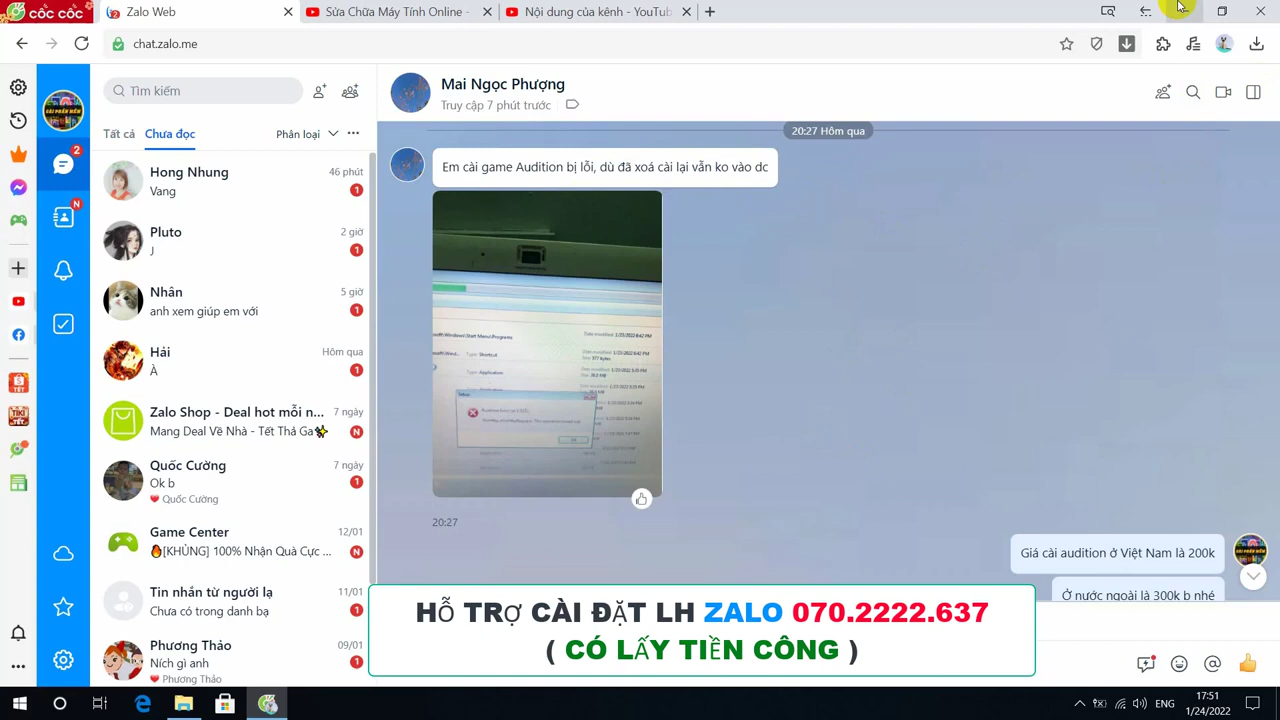 cốc cốc
Zalo Web
Sửa Chữa Máy Tính Online -
Nội dung của kênh - YouTub
chat.zalo.me
Tìm kiếm
Tất cả
Chưa đọc
Phân loại
Hong Nhung
46 phút
Vang
1
Pluto
2 giờ
J
1
Nhân
5 giờ
anh xem giúp em với
1
Hải
Hôm qua
À
1
Zalo Shop - Deal hot mỗi n...
7 ngày
Mang Deal Về Nhà - Tết Thả Ga
N
Quốc Cường
7 ngày
Ok b
1
Quốc Cường
Game Center
12/01
[KHỦNG] 100% Nhận Quà Cực ...
N
Tin nhắn từ người lạ
11/01
Chưa có trong danh bạ
1
Phương Thảo
09/01
Ních gì anh
1
Phương Thảo
2
N
Mai Ngọc Phượng
Truy cập 7 phút trước
20:27 Hôm qua
Em cài game Audition bị lỗi, dù đã xoá cài lại vẫn ko vào dc
20:27
Giá cài audition ở Việt Nam là 200k
Ở nước ngoài là 300k b nhé
HỖ TRỢ CÀI ĐẶT LH ZALO 070.2222.637
( CÓ LẤY TIỀN CÔNG )
ENG
17:51
1/24/2022